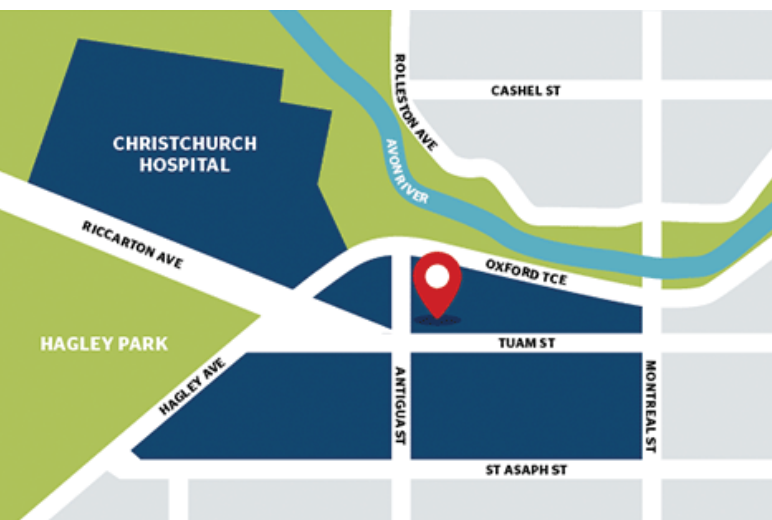 CASHEL ST
ROLLESTON AVE
CHRISTCHURCH
HOSPITAL
AVON RIVER
RICCARTON AVE
OXFORD TCE
HAGLEY PARK
TUAM ST
HAGLEY AVE
ANTIGUA ST
MONTREAL ST
ST ASAPH ST